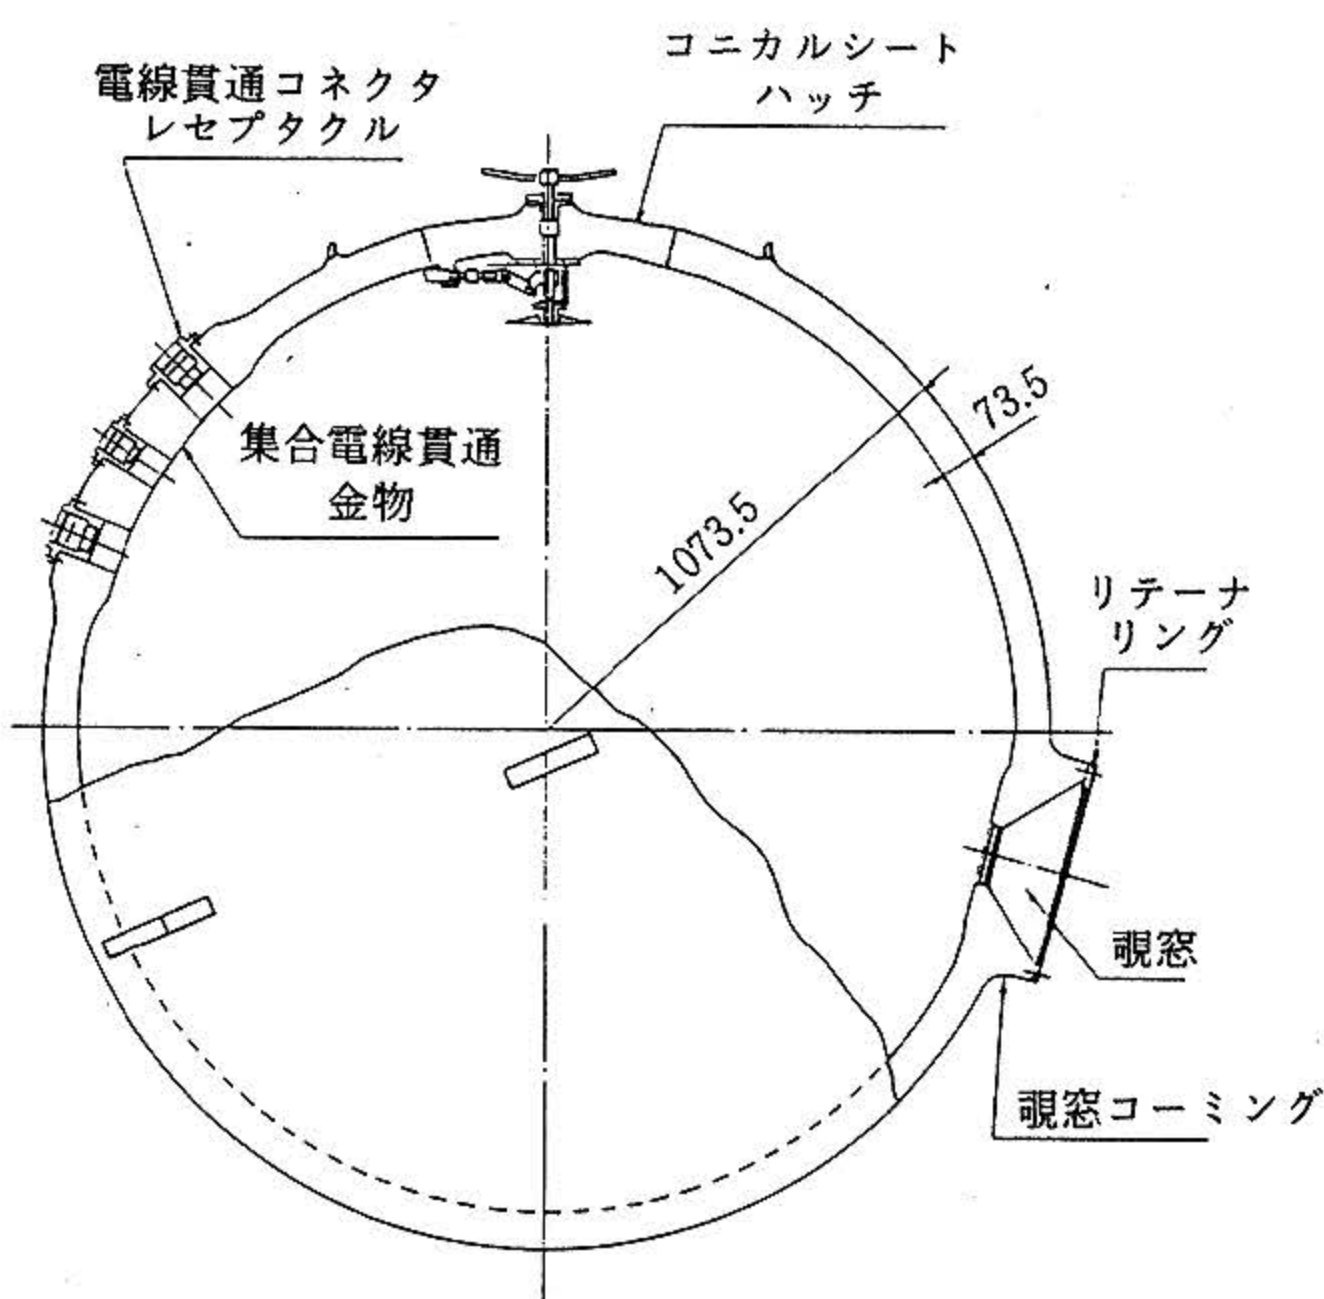 コニカルシート
ハッチ
電線貫通コネクタ
レセプタクル
集合電線貫通
金物
73.5
1073.5
リテーナ
リング
覗窓
覗窓コーミング